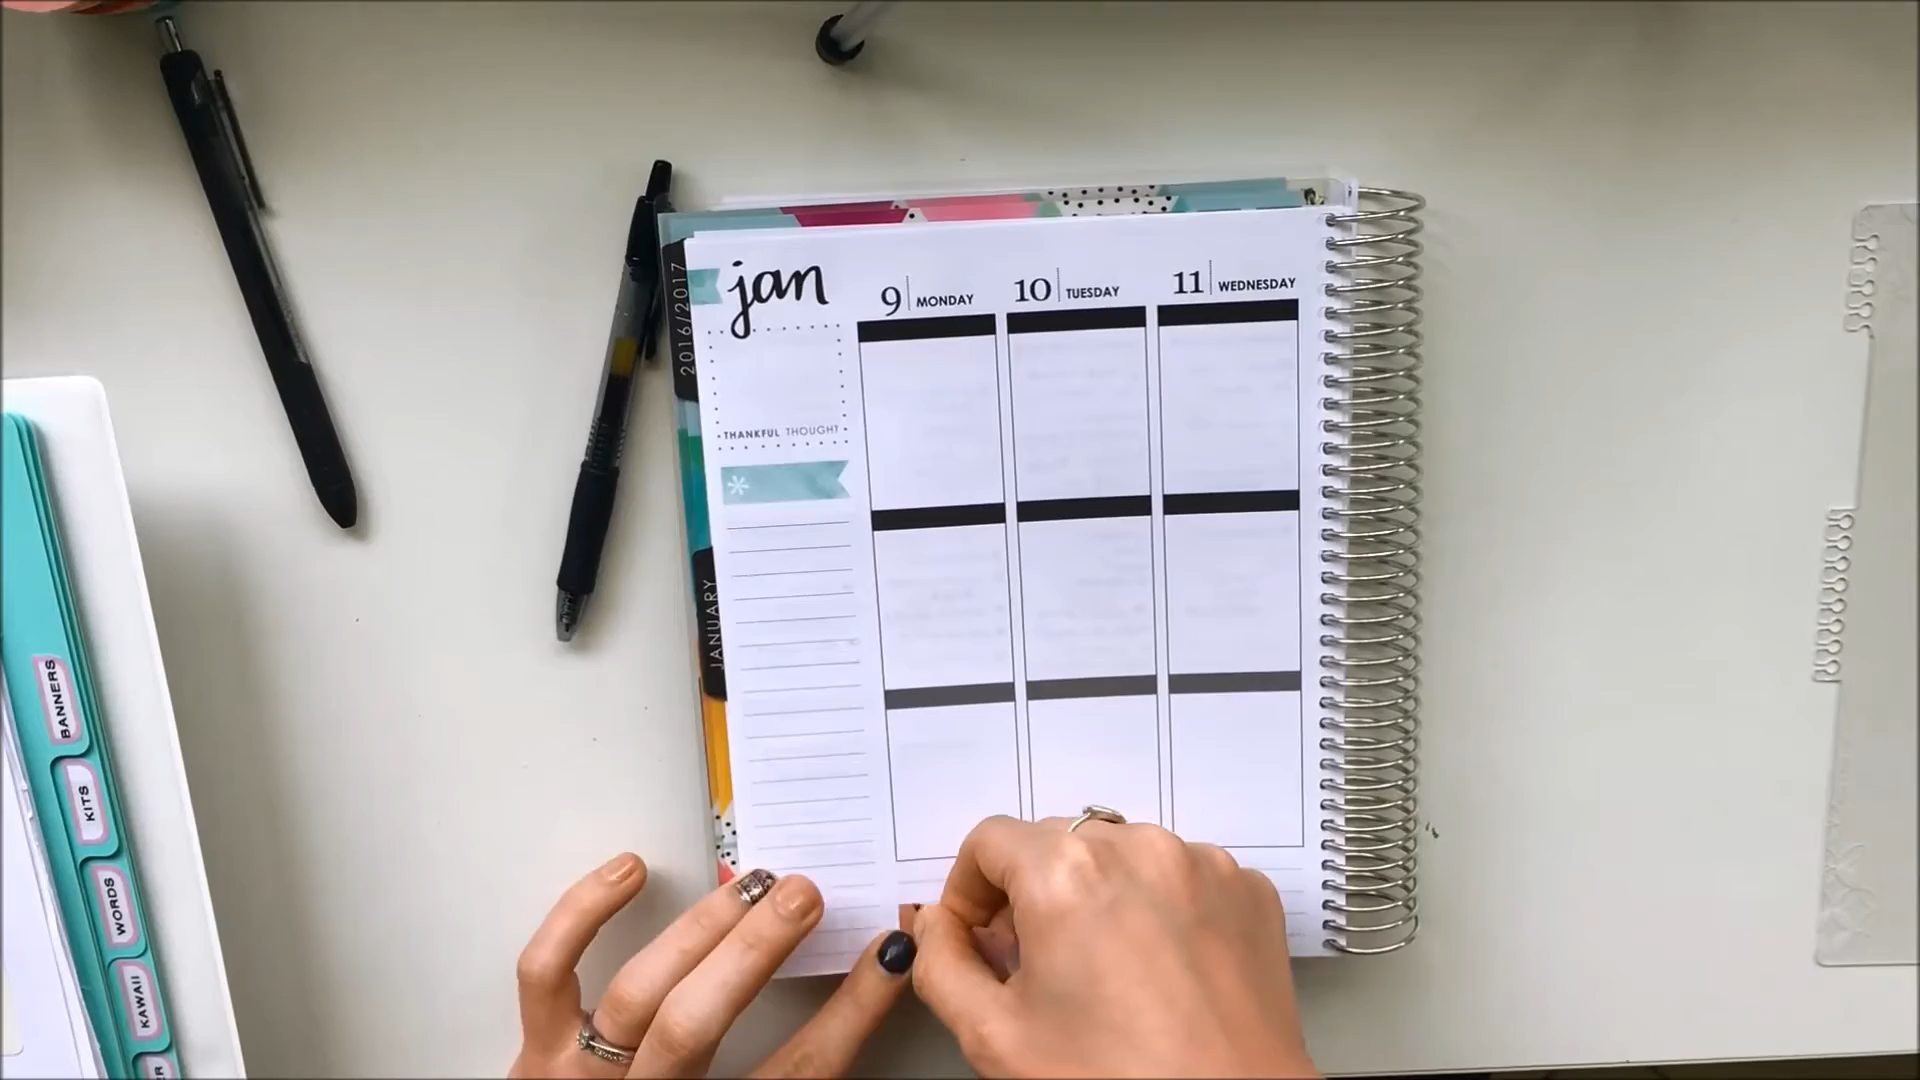 jan
9 MONDAY
10 TUESDAY
11 WEDNESDAY
2016/2017
THANKFUL THOUGHT
JANUARY
BANNERS
KITS
WORDS
KAWAII